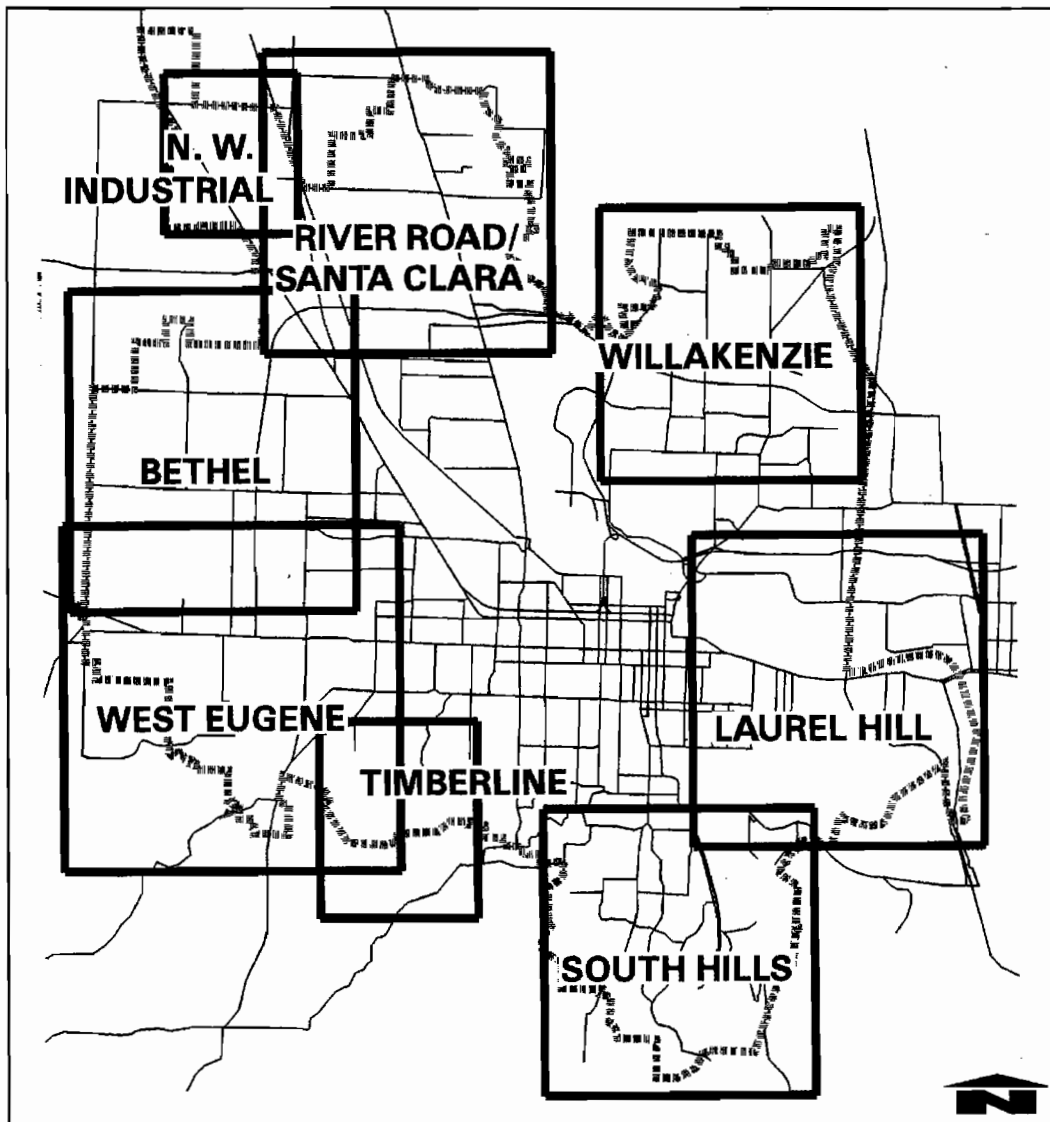 N. W.
INDUSTRIAL
RIVER ROAD/
SANTA CLARA
WILLAKENZIE
BETHEL
WEST EUGENE
LAUREL HILL
TIMBERLINE
SOUTH HILLS
N